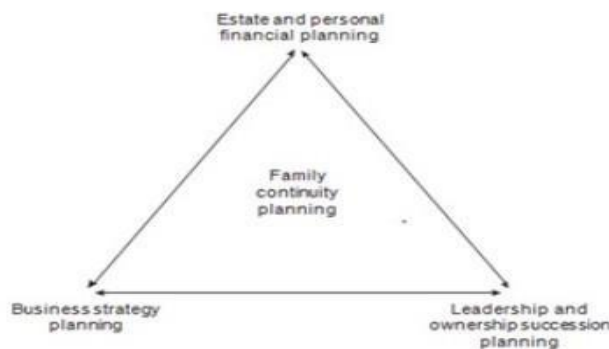 Estate and personal
financial planning
Family
continuity
planning
Business strategy
planning
Leadership and
ownership succession
planning